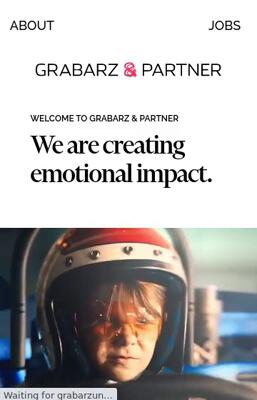 ABOUT JOBS
GRABARZ & PARTNER
WELCOME TO GRABARZ & PARTNER
We are creating
emotional impact.
Waiting for grabarzun...